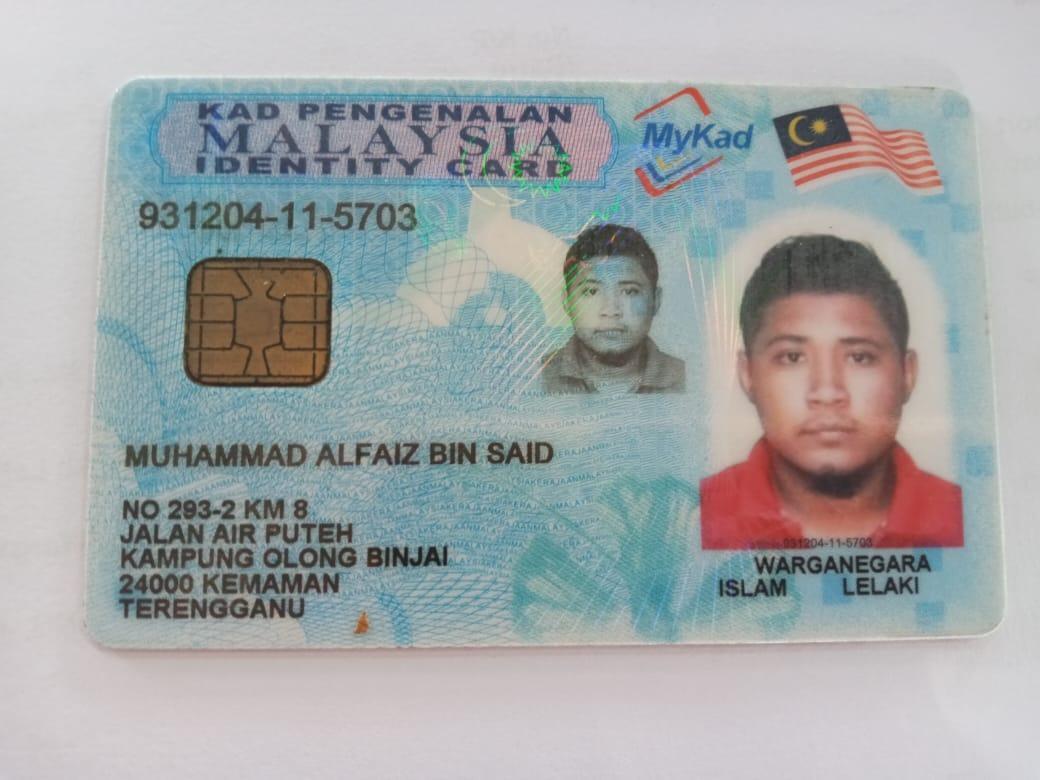 KAD PENGENALAN
MALAYSIA
IDENTITY CARD
MyKad
931204-11-5703
MUHAMMAD ALFAIZ BIN SAID
NO 293-2 KM 8
JALAN AIR PUTEH
KAMPUNG OLONG BINJAI
24000 KEMAMAN
TERENGGANU
931204-11-5703
WARGANEGARA
ISLAM LELAKI